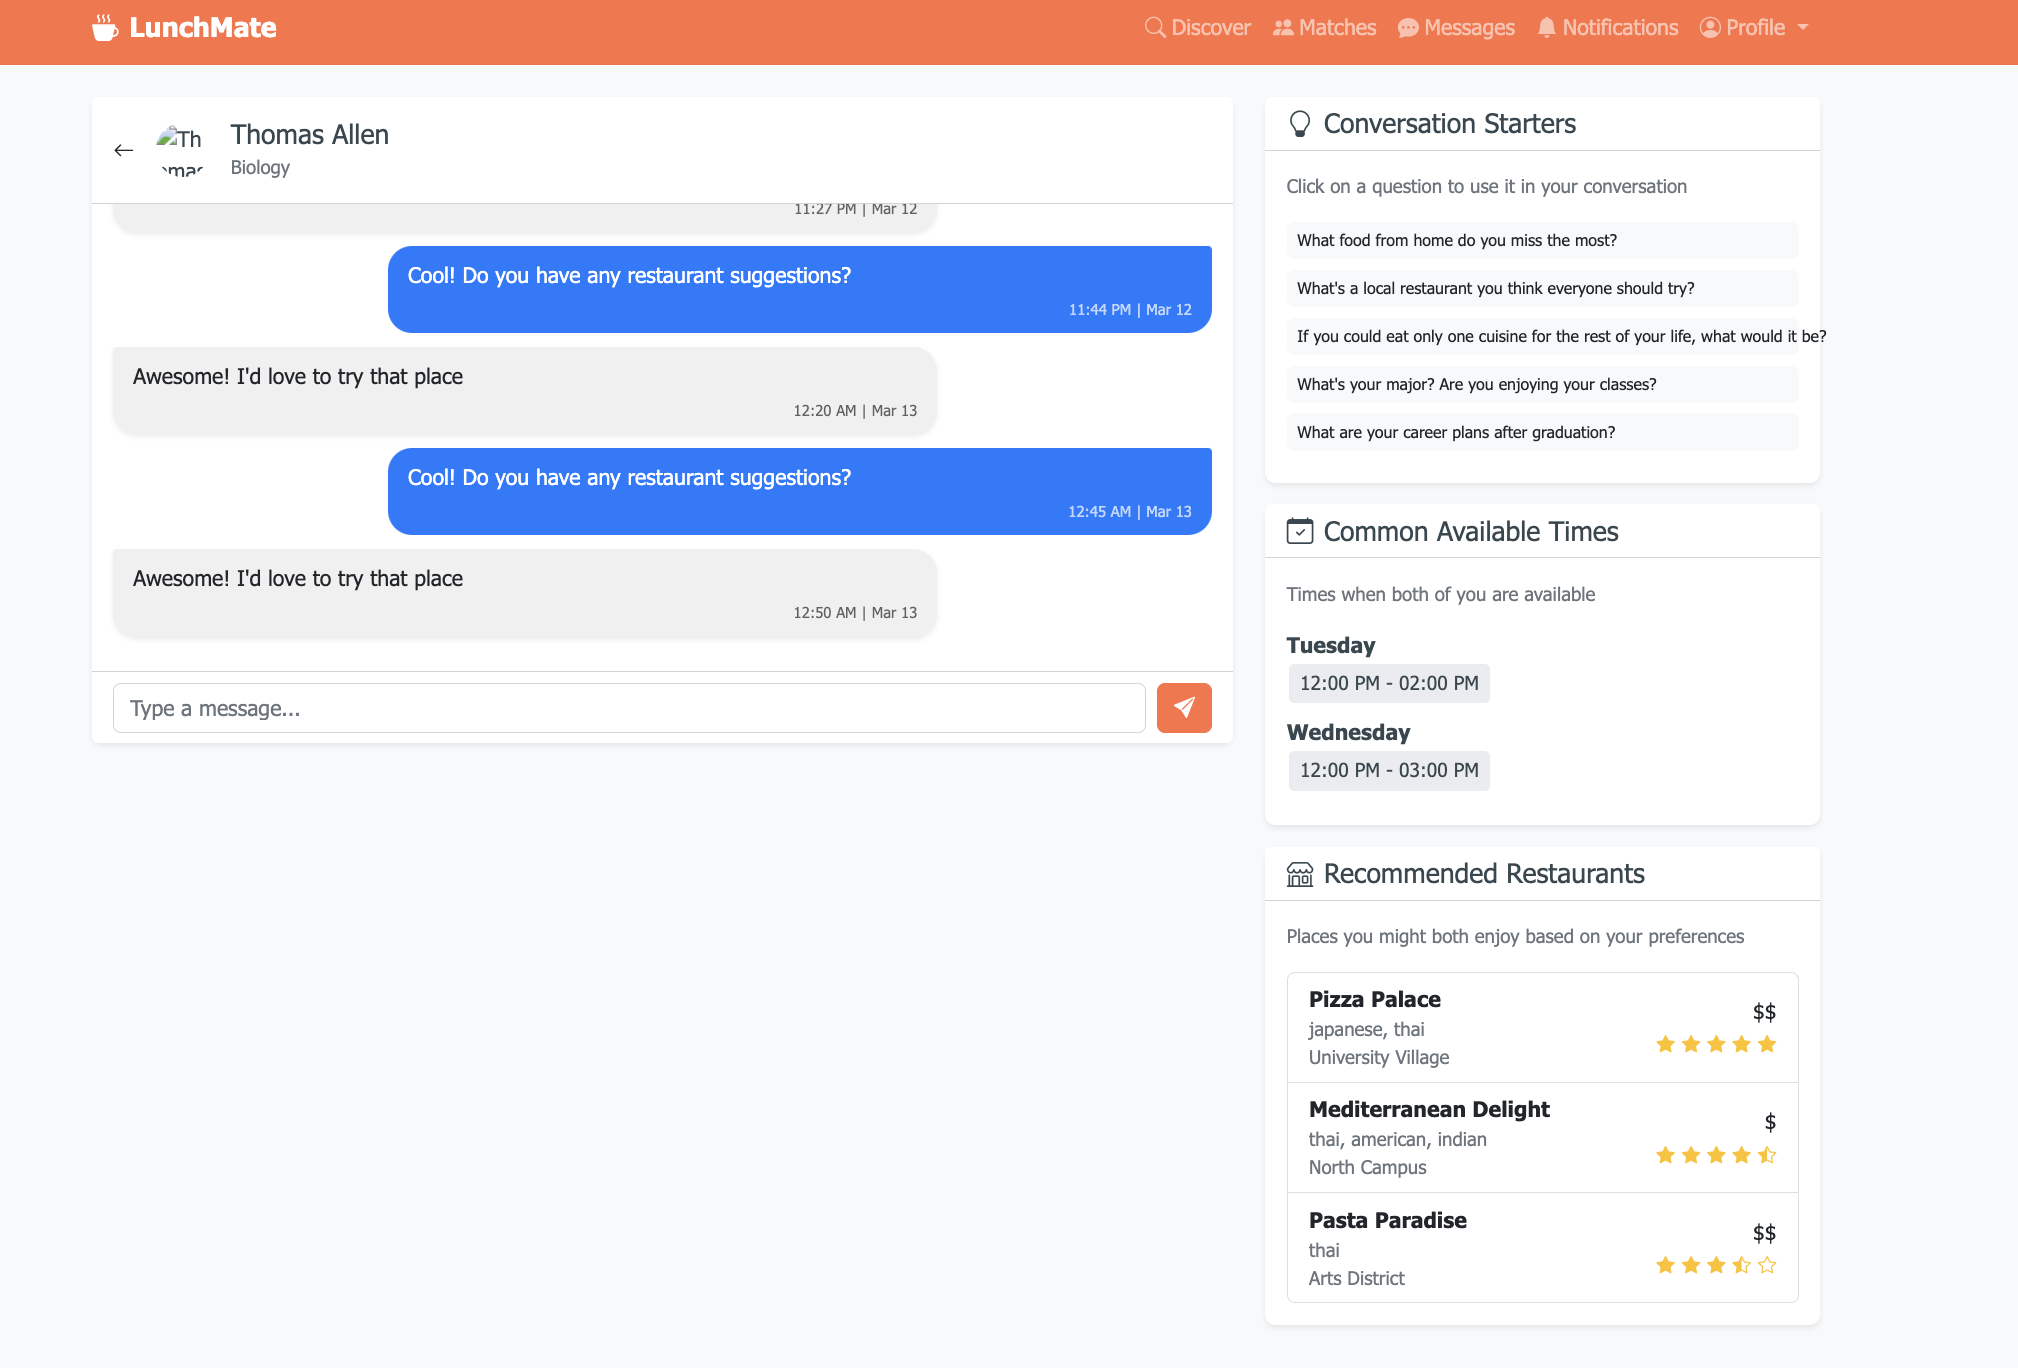 LunchMate
Discover
Matches
Messages
Notifications
Profile
Thomas Allen
Biology
11:27 PM | Mar 12
Cool! Do you have any restaurant suggestions?
11:44 PM | Mar 12
Awesome! I'd love to try that place
12:20 AM | Mar 13
Cool! Do you have any restaurant suggestions?
12:45 AM | Mar 13
Awesome! I'd love to try that place
12:50 AM | Mar 13
Type a message...
Conversation Starters
Click on a question to use it in your conversation
What food from home do you miss the most?
What's a local restaurant you think everyone should try?
If you could eat only one cuisine for the rest of your life, what would it be?
What's your major? Are you enjoying your classes?
What are your career plans after graduation?
Common Available Times
Times when both of you are available
Tuesday
12:00 PM - 02:00 PM
Wednesday
12:00 PM - 03:00 PM
Recommended Restaurants
Places you might both enjoy based on your preferences
Pizza Palace
$$
japanese, thai
University Village
Mediterranean Delight
$
thai, american, indian
North Campus
Pasta Paradise
$$
thai
Arts District